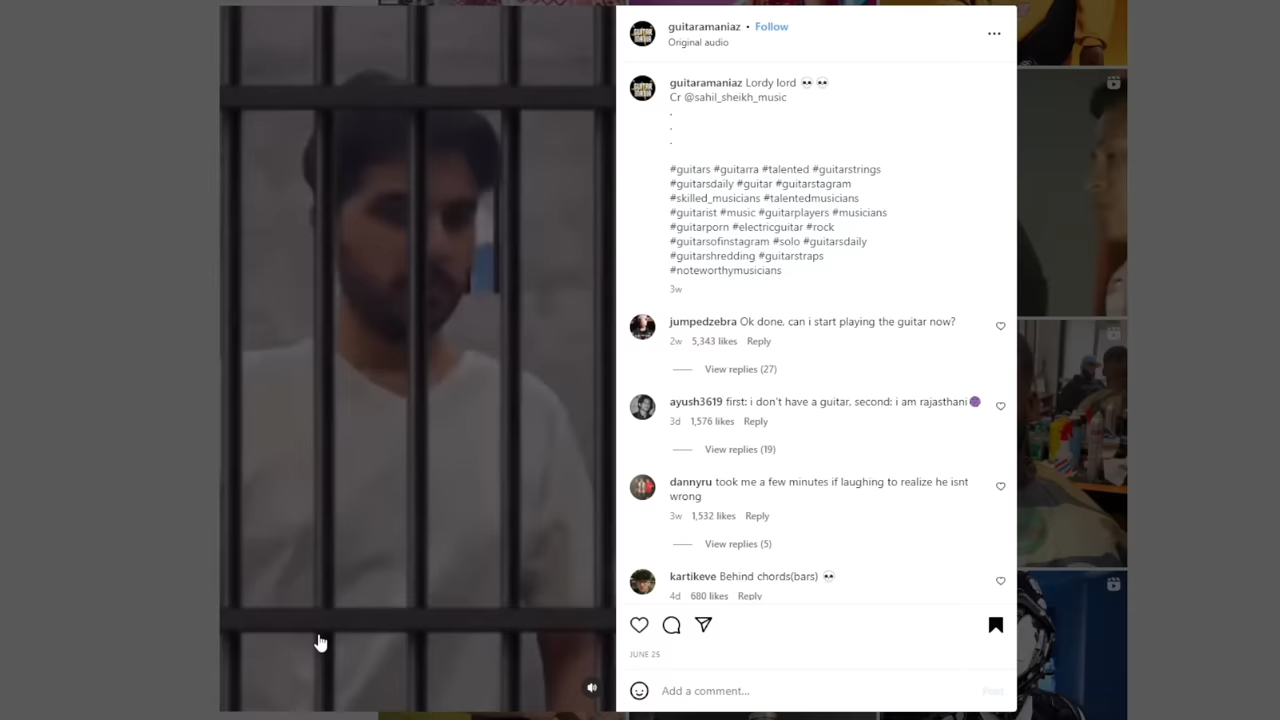 guitaramaniaz • Follow
Original audio
guitaramaniaz Lordy lord 💀💀
Cr @sahil_sheikh_music
.
.
.
#guitars #guitarra #talented #guitarstrings
#guitarsdaily #guitar #guitarstagram
#skilled_musicians #talentedmusicians
#guitarist #music #guitarplayers #musicians
#guitarporn #electricguitar #rock
#guitarsofinstagram #solo #guitarsdaily
#guitarshredding #guitarstraps
#noteworthymusicians
3w
jumpedzebra Ok done, can i start playing the guitar now?
2w 5,343 likes Reply
View replies (27)
ayush3619 first: i don't have a guitar, second: i am rajasthani
3d 1,576 likes Reply
View replies (19)
dannyru took me a few minutes if laughing to realize he isnt
wrong
3w 1,532 likes Reply
View replies (5)
kartikeve Behind chords(bars) 💀
4d 680 likes Reply
JUNE 25
Add a comment...
Post